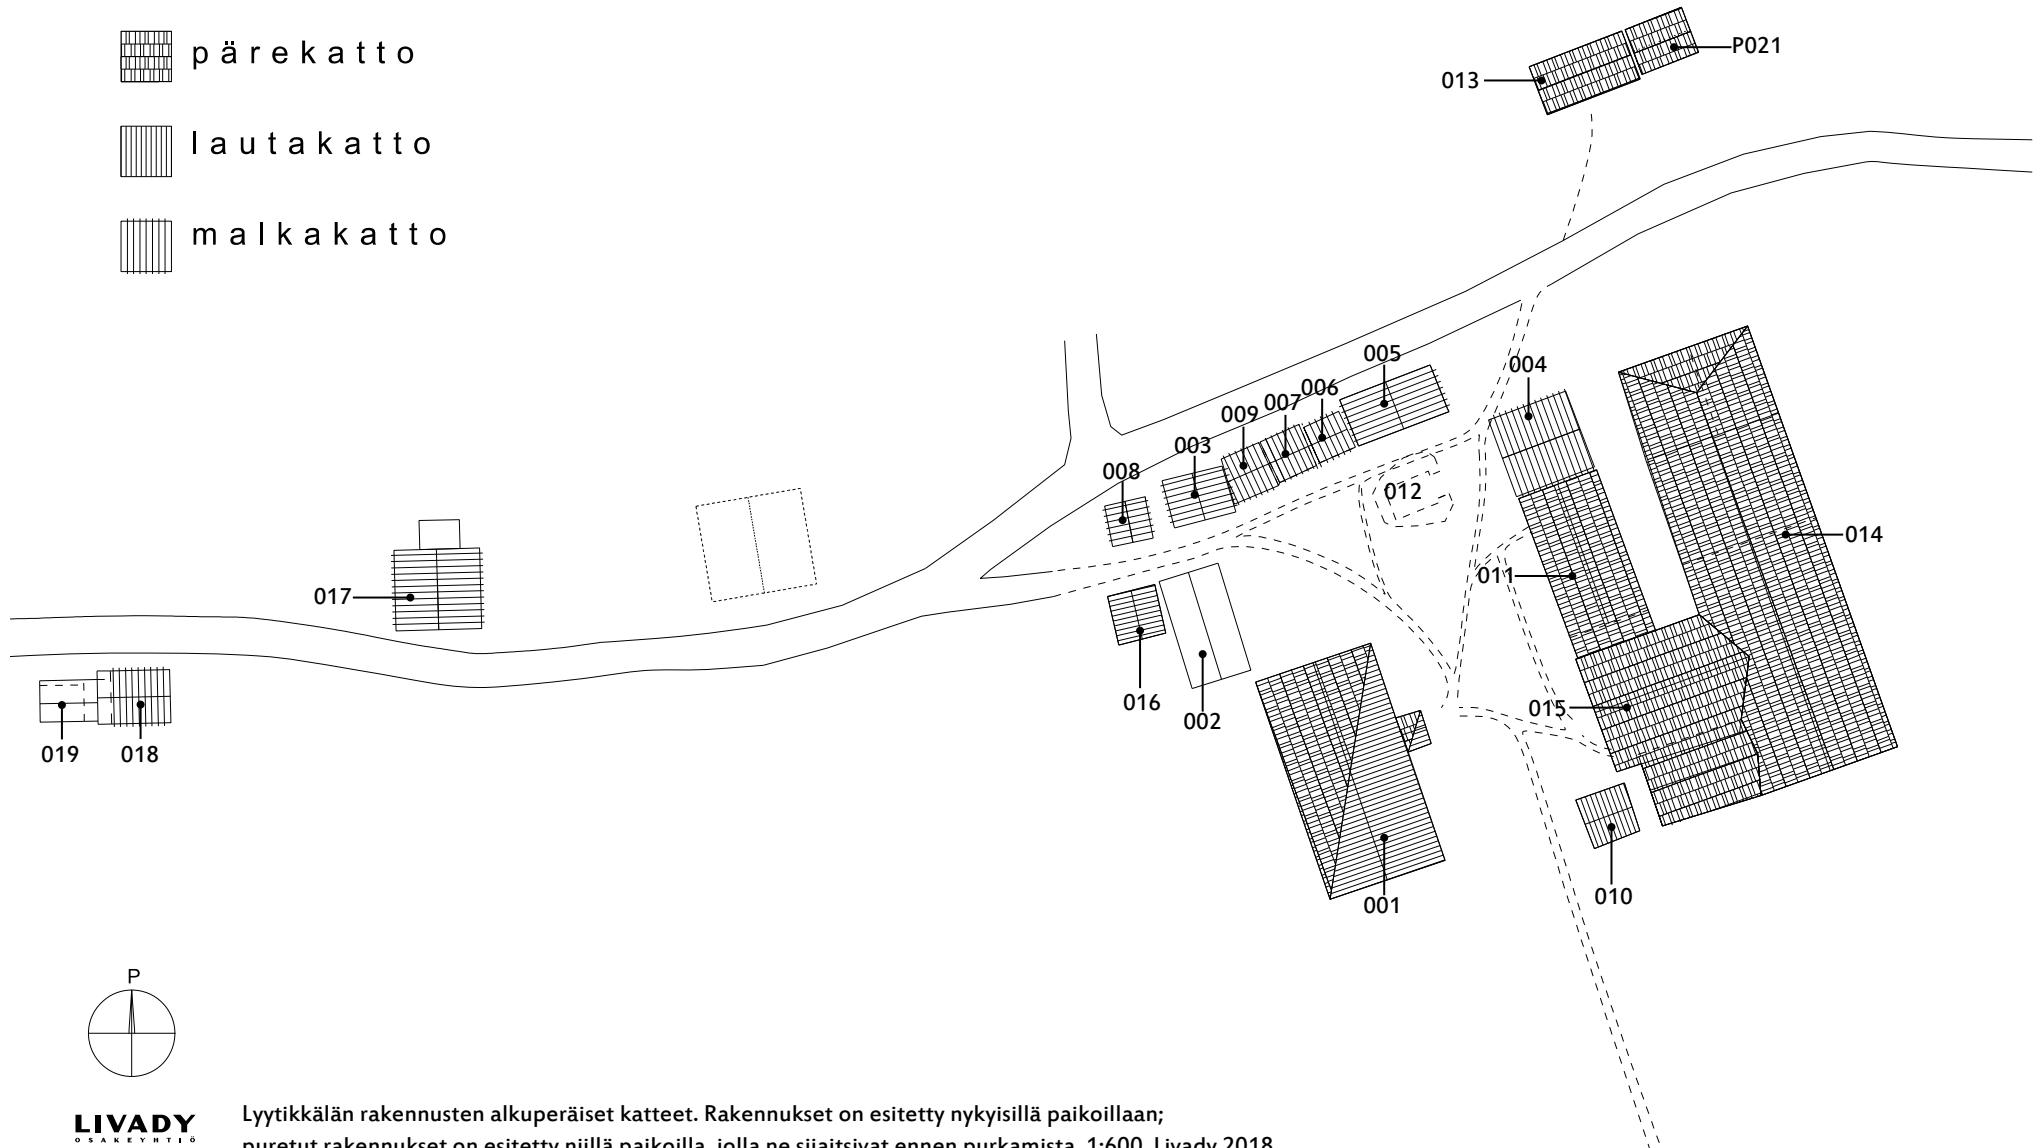 pärekatto
lautakatto
malkakatto
P021
013
005
004
006
007
009
003
008
012
014
011
017
015
016
002
019
018
010
001
P
LIVADY
OSAKEYHTIÖ
Lyytikkälän rakennusten alkuperäiset katteet. Rakennukset on esitetty nykyisillä paikoillaan;
puretut rakennukset on esitetty niillä paikoilla, jolla ne sijaitsivat ennen purkamista. 1:600. Livady 2018.